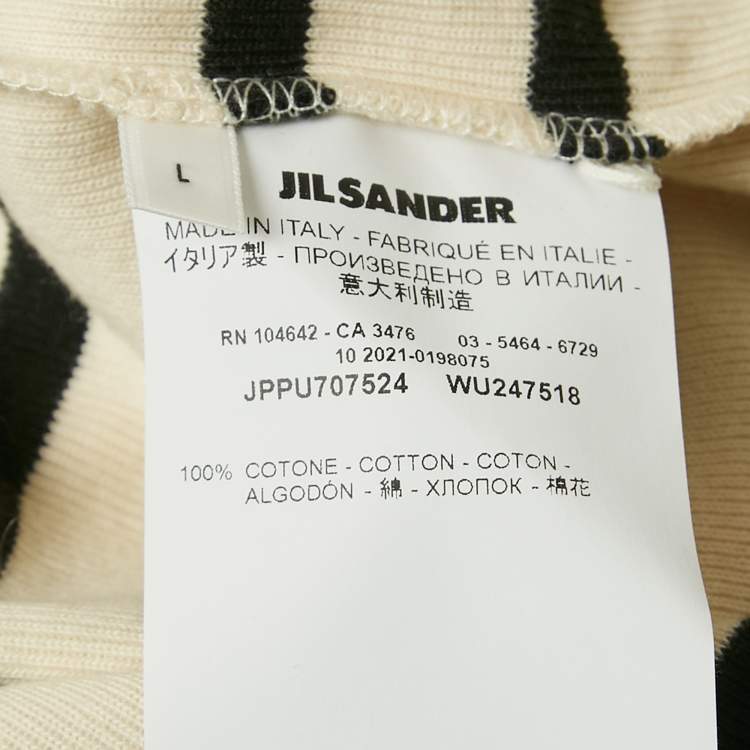 L
JIL SANDER
MADE IN ITALY - FABRIQUÉ EN ITALIE -
イタリア製 - ПРОИЗВЕДЕНО В ИТАЛИИ -
意大利制造
RN 104642 - CA 3476 03 - 5464 - 6729
10 2021-0198075
JPPU707524 WU247518
100% COTONE - COTTON - COTON -
ALGODÓN - 綿 - ХЛОПОК - 棉花